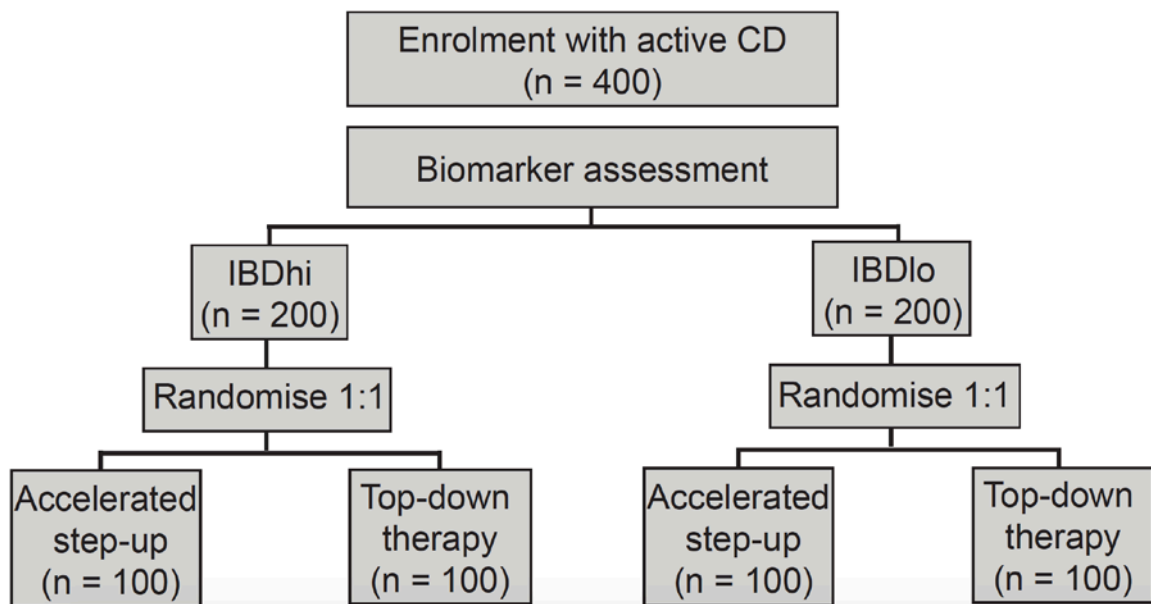 Enrolment with active CD
(n = 400)
Biomarker assessment
IBDhi
(n = 200)
IBDlo
(n = 200)
Randomise 1:1
Randomise 1:1
Accelerated
step-up
(n = 100)
Top-down
therapy
(n = 100)
Accelerated
step-up
(n = 100)
Top-down
therapy
(n = 100)